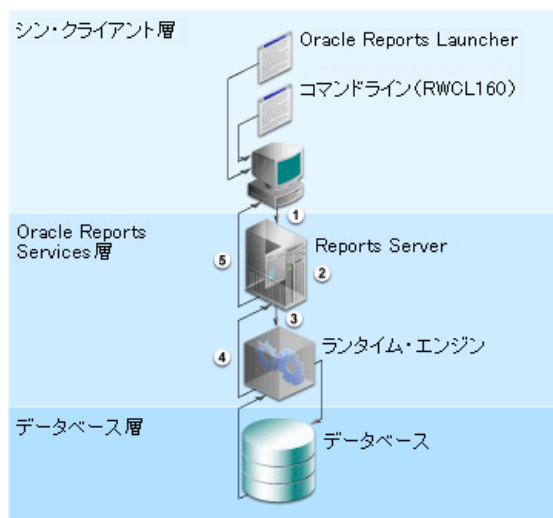 シン・クライアント層
Oracle Reports Launcher
コマンドライン(RWCL160)
①
Oracle Reports
Services層
Reports Server
⑤
②
③
④
ランタイム・エンジン
データベース層
データベース